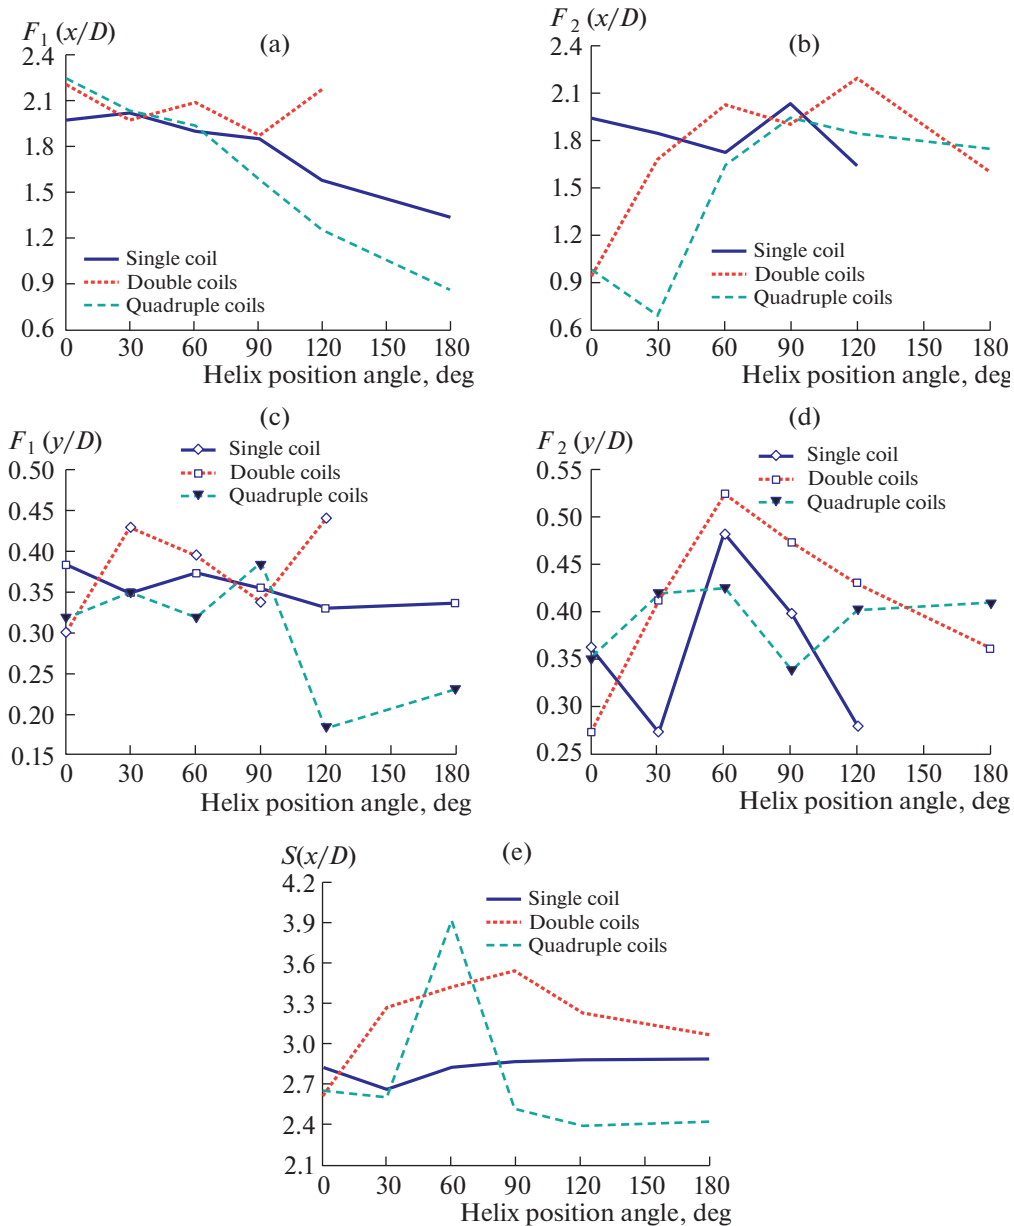 F1 (x/D)
(a)
2.4
2.1
1.8
1.5
1.2
0.9
0.6
Single coil
Double coils
Quadruple coils
0 30 60 90 120 150 180
Helix position angle, deg
F2 (x/D)
(b)
2.4
2.1
1.8
1.5
1.2
0.9
0.6
Single coil
Double coils
Quadruple coils
0 30 60 90 120 150 180
Helix position angle, deg
(c)
F1 (y/D)
Single coil
Double coils
Quadruple coils
0.50
0.45
0.40
0.35
0.30
0.25
0.20
0.15
0 30 60 90 120 150 180
Helix position angle, deg
(d)
F2 (y/D)
Single coil
Double coils
Quadruple coils
0.55
0.50
0.45
0.40
0.35
0.30
0.25
0 30 60 90 120 150 180
Helix position angle, deg
S(x/D)
(e)
4.2
3.9
3.6
3.3
3.0
2.7
2.4
2.1
Single coil
Double coils
Quadruple coils
0 30 60 90 120 150 180
Helix position angle, deg